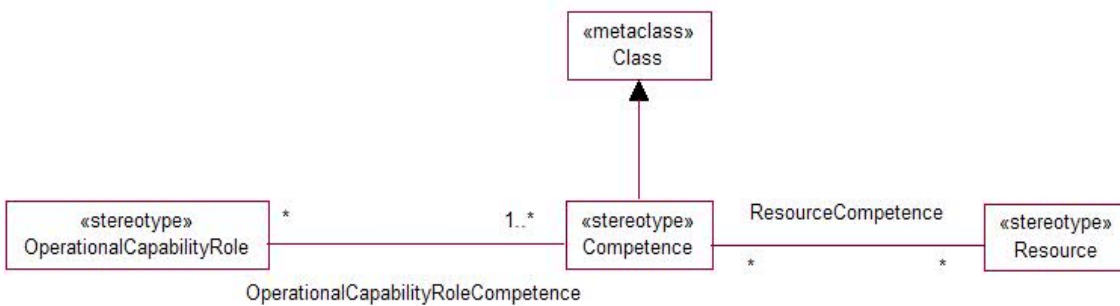 «metaclass»
Class
«stereotype»
OperationalCapabilityRole
*
1..*
«stereotype»
Competence
ResourceCompetence
*
*
«stereotype»
Resource
OperationalCapabilityRoleCompetence